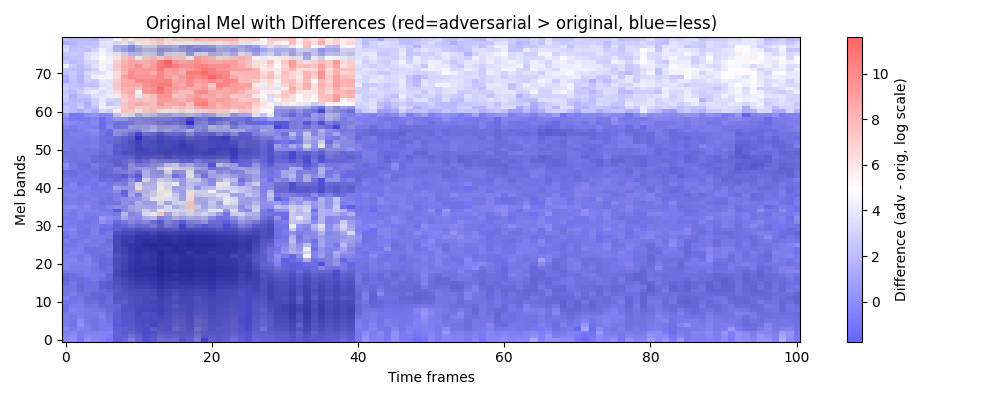 Original Mel with Differences (red=adversarial > original, blue=less)
Mel bands
70
60
50
40
30
20
10
0
0 20 40 60 80 100
Time frames
10
8
6
4
2
0
Difference (adv - orig, log scale)